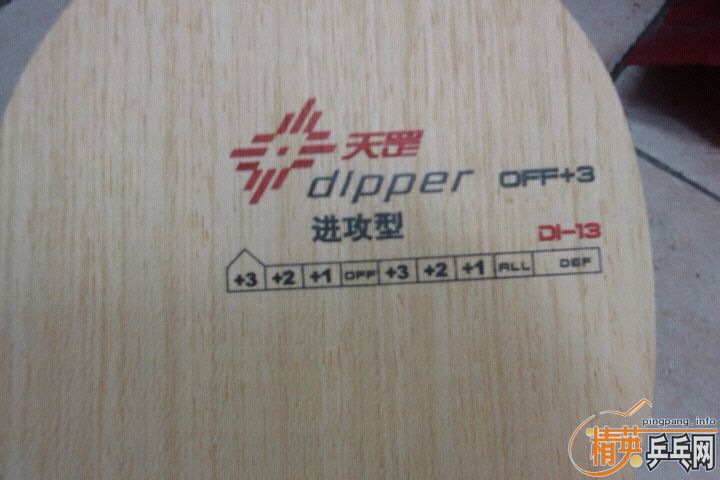 天罡
dipper OFF+3
进攻型
DI-13
+3 +2 +1 OFF +3 +2 +1 ALL DEF
pingpang.info
精英乒乓网